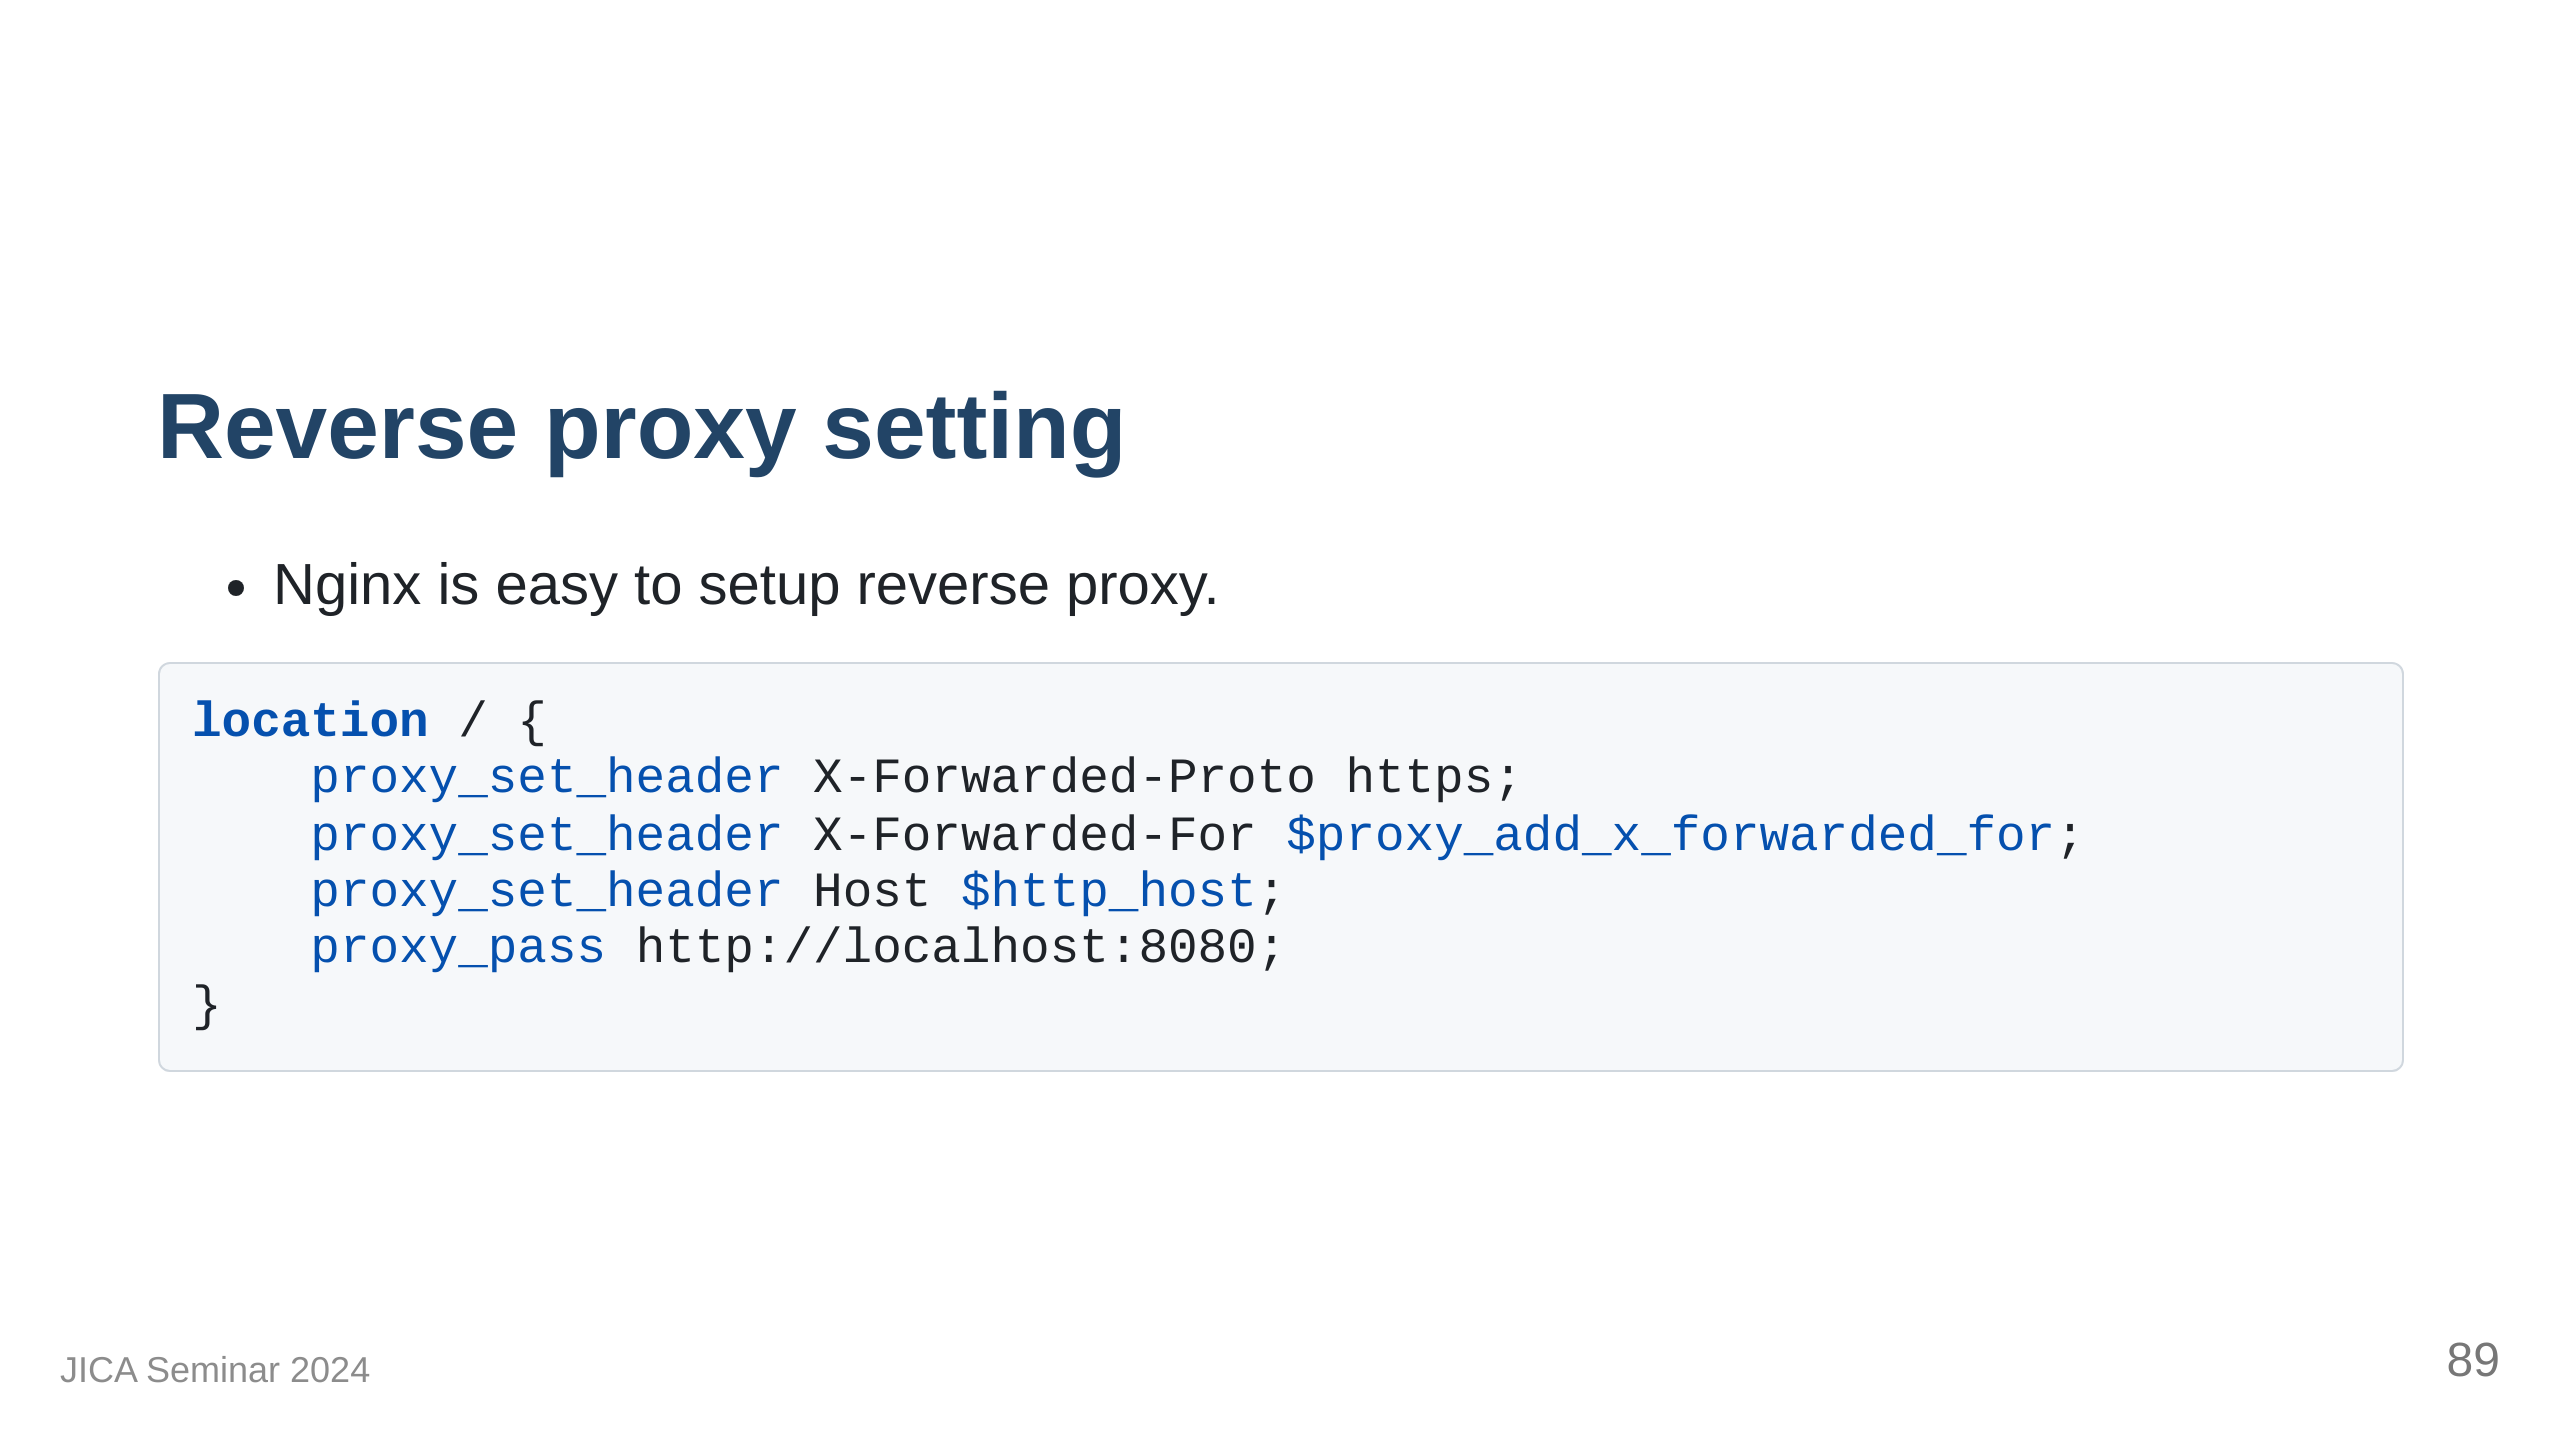 Reverse proxy setting
• Nginx is easy to setup reverse proxy.
location / {
    proxy_set_header X-Forwarded-Proto https;
    proxy_set_header X-Forwarded-For $proxy_add_x_forwarded_for;
    proxy_set_header Host $http_host;
    proxy_pass http://localhost:8080;
}
JICA Seminar 2024
89